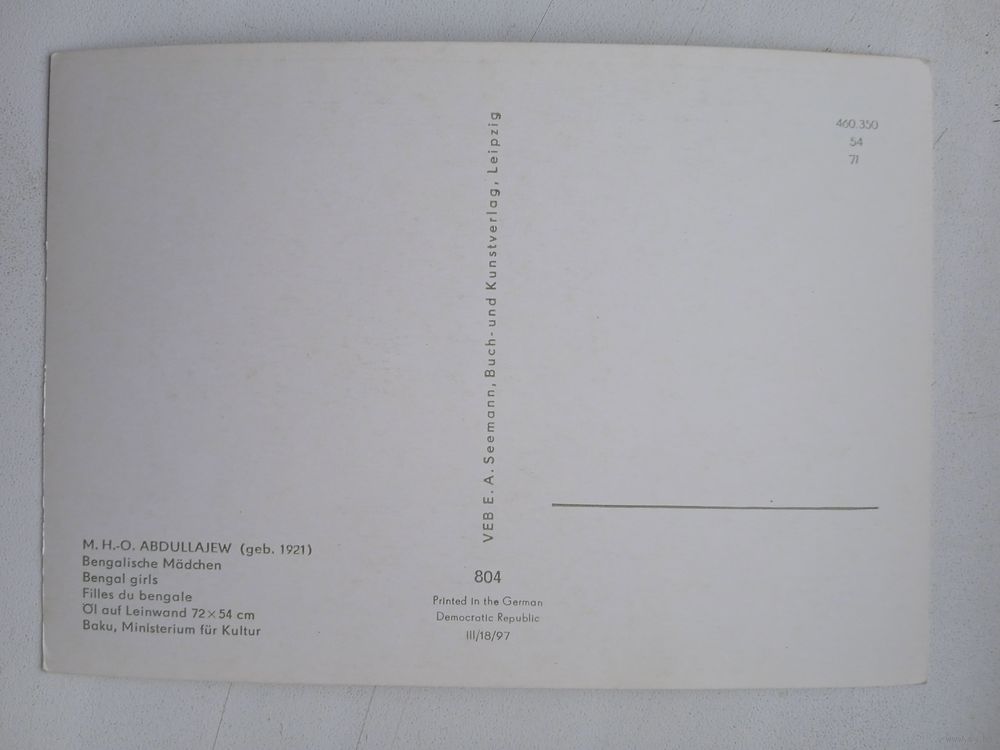 M. H.-O. ABDULLAJEW (geb. 1921)
Bengalische Mädchen
Bengal girls
Filles du bengale
Öl auf Leinwand 72×54 cm
Baku, Ministerium für Kultur
VEB E. A. Seemann, Buch- und Kunstverlag, Leipzig
804
Printed in the German
Democratic Republic
III/18/97
460.350
54
71